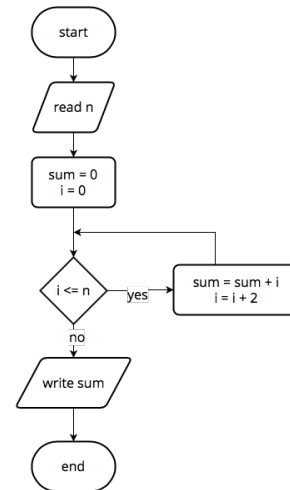 start
read n
sum = 0
i = 0
i <= n
yes
sum = sum + i
i = i + 2
no
write sum
end